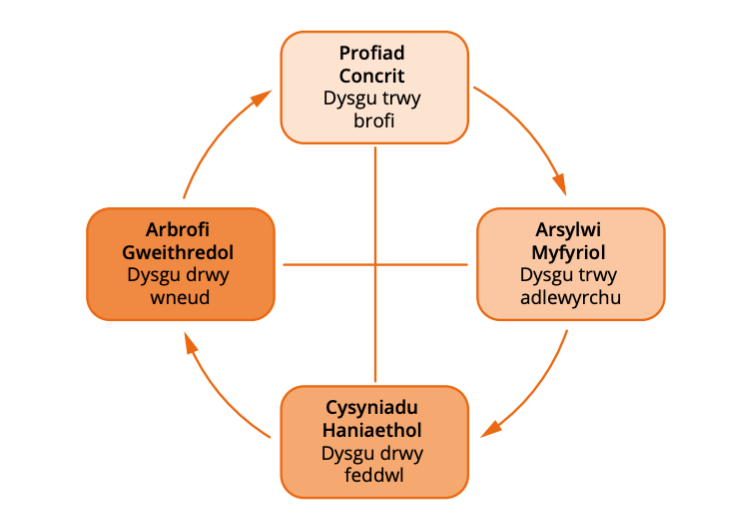 Profiad
Concrit
Dysgu trwy
brofi
Arbrofi
Gweithredol
Dysgu drwy
wneud
Arsylwi
Myfyriol
Dysgu trwy
adlewyrchu
Cysyniadu
Haniaethol
Dysgu drwy
feddwl